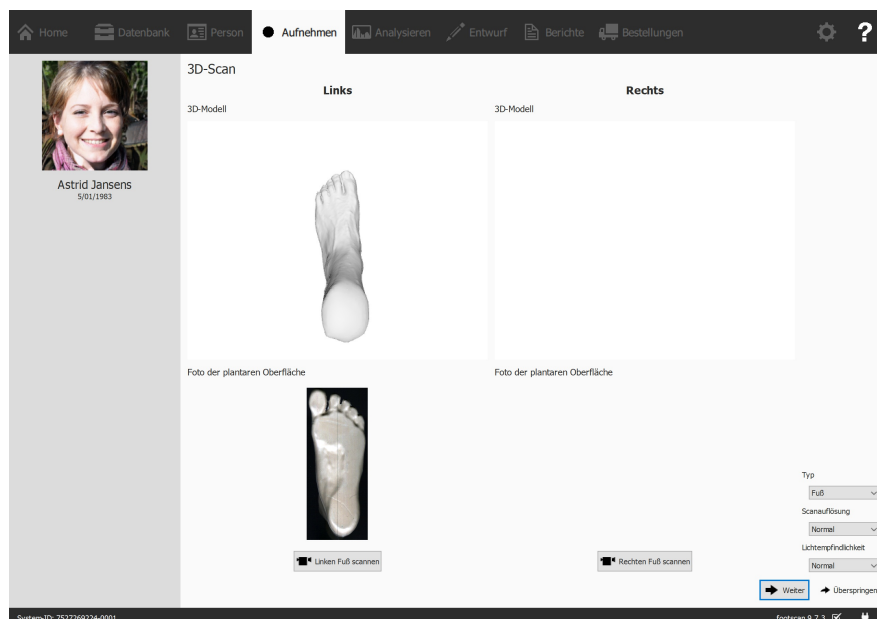 Home
Datenbank
Person
Aufnehmen
Analysieren
Entwurf
Berichte
Bestellungen
?
3D-Scan
Links
Rechts
3D-Modell
3D-Modell
Astrid Jansens
5/01/1983
Foto der plantaren Oberfläche
Foto der plantaren Oberfläche
Typ
Fuß
Scanauflösung
Normal
Lichtempfindlichkeit
Normal
Linken Fuß scannen
Rechten Fuß scannen
Weiter
Überspringen
System-ID: 7527269224-0001
footscan 9.7.3